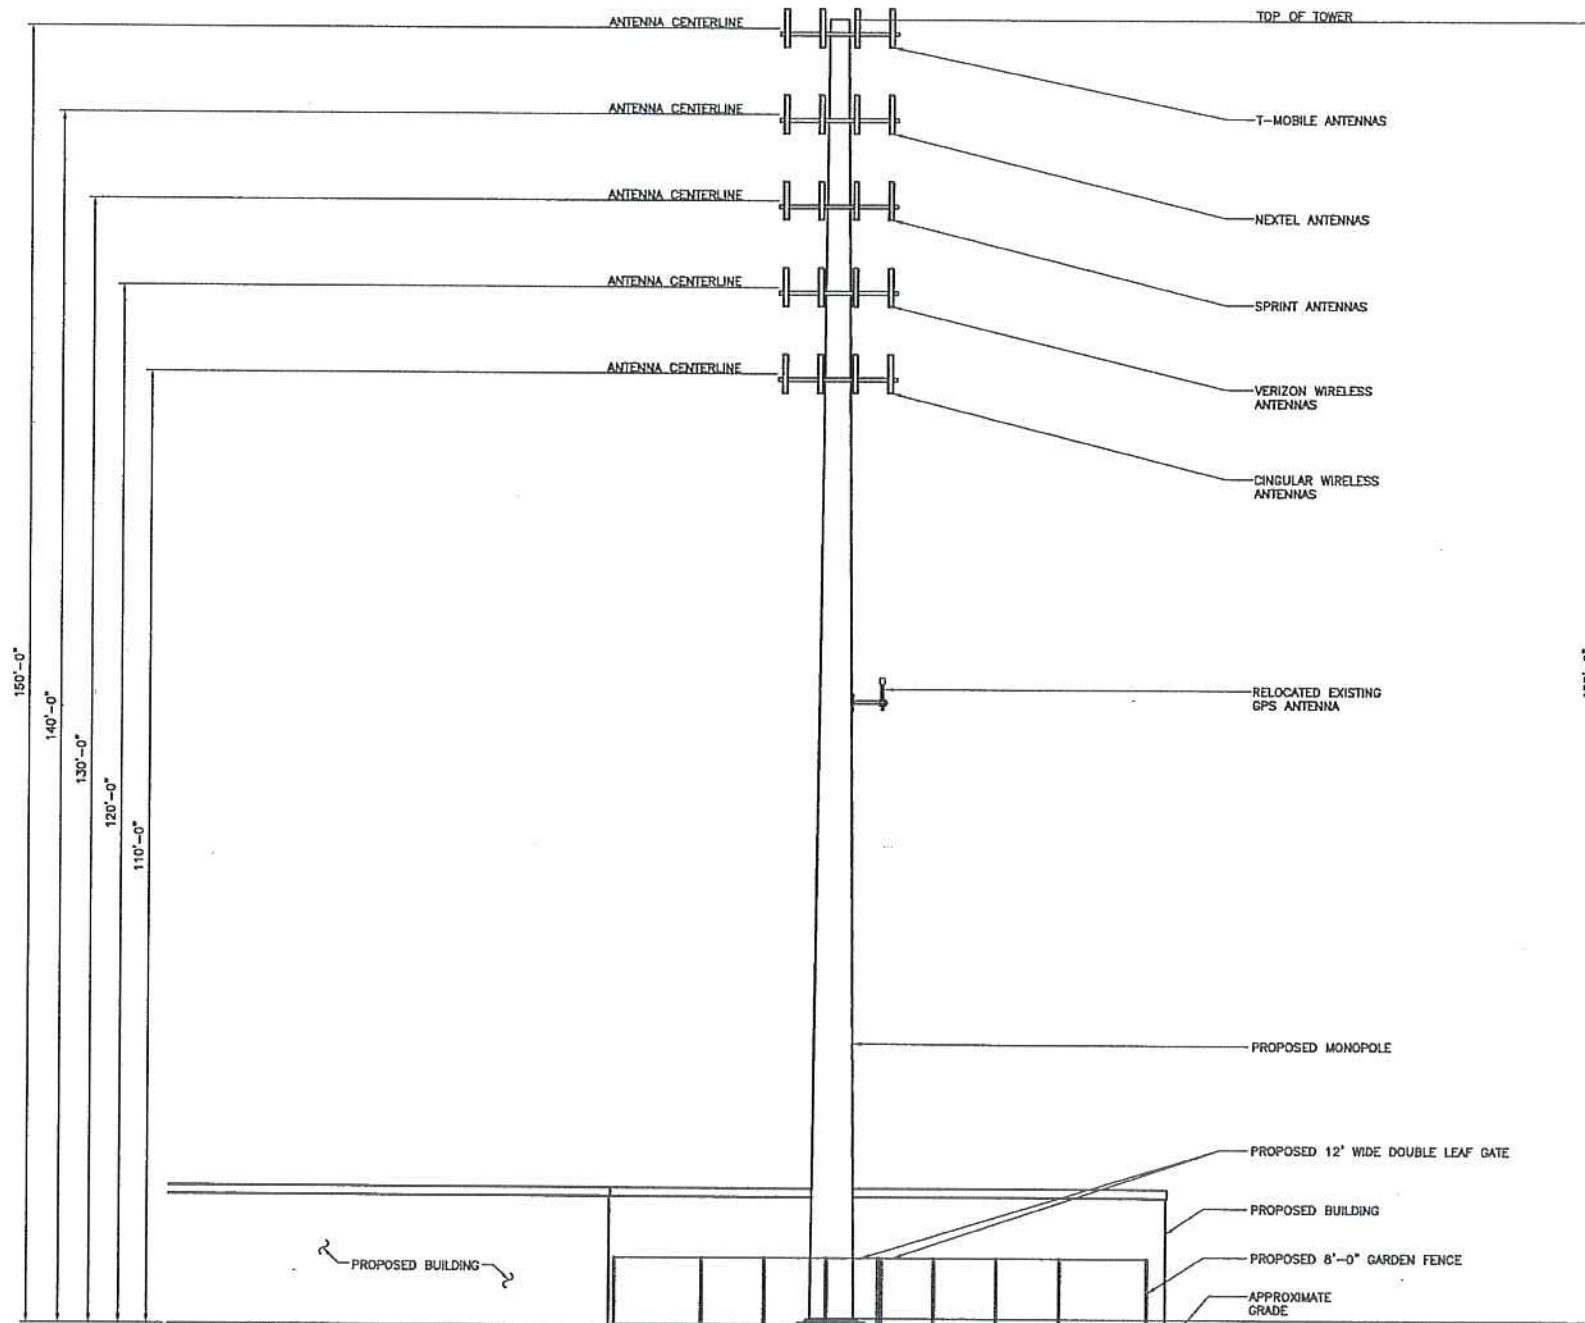 ANTENNA CENTERLINE
TOP OF TOWER
ANTENNA CENTERLINE
T-MOBILE ANTENNAS
ANTENNA CENTERLINE
NEXTEL ANTENNAS
ANTENNA CENTERLINE
SPRINT ANTENNAS
ANTENNA CENTERLINE
VERIZON WIRELESS
ANTENNAS
CINGULAR WIRELESS
ANTENNAS
150'-0"
140'-0"
130'-0"
120'-0"
110'-0"
RELOCATED EXISTING
GPS ANTENNA
PROPOSED MONOPOLE
PROPOSED 12' WIDE DOUBLE LEAF GATE
PROPOSED BUILDING
PROPOSED BUILDING
PROPOSED 8'-0" GARDEN FENCE
APPROXIMATE
GRADE